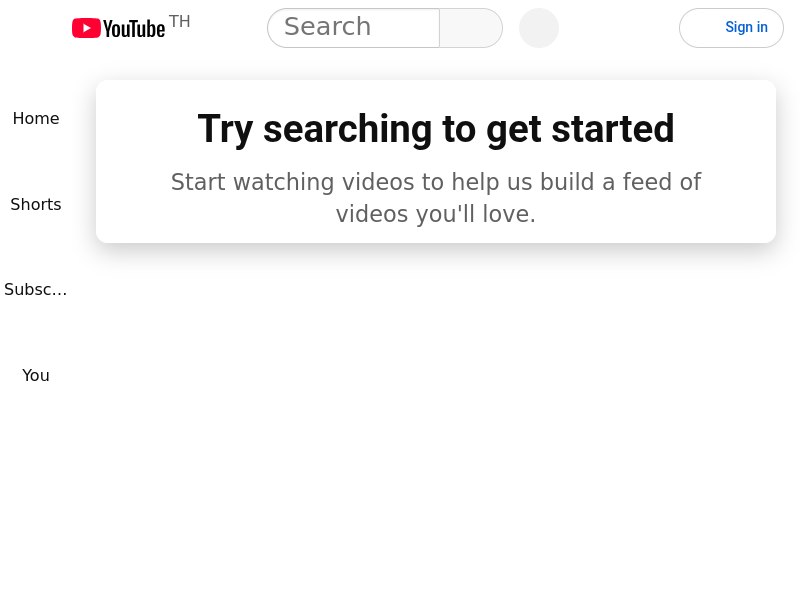 YouTube TH
Search
Sign in
Home
Shorts
Subsc...
You
Try searching to get started
Start watching videos to help us build a feed of
videos you'll love.